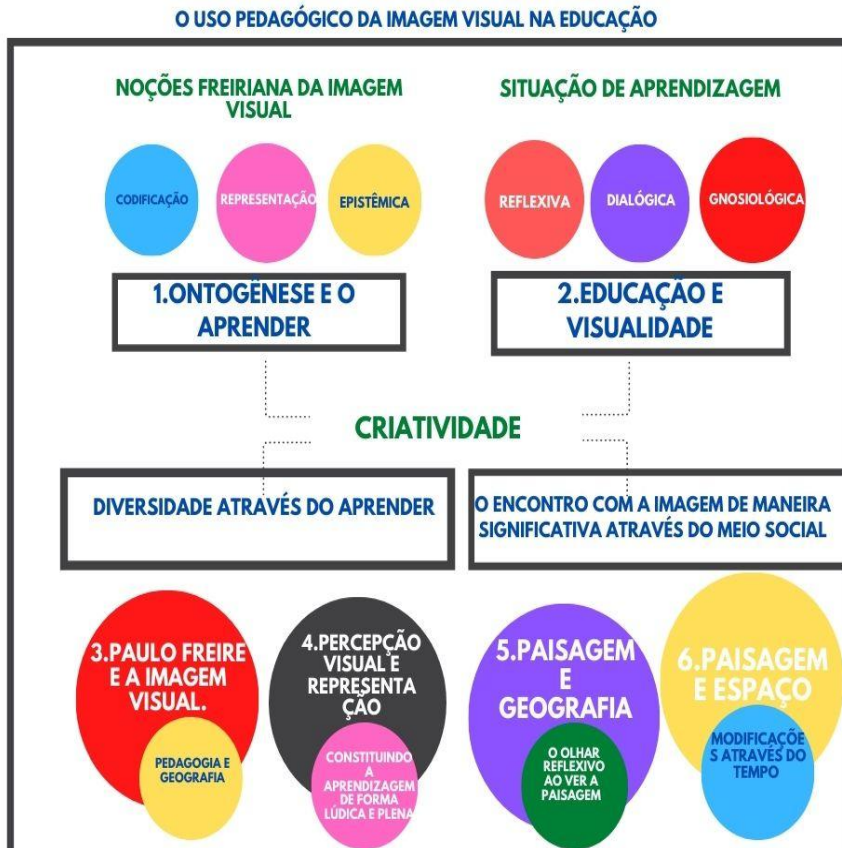 O USO PEDAGÓGICO DA IMAGEM VISUAL NA EDUCAÇÃO
NOÇÕES FREIRIANA DA IMAGEM
VISUAL
SITUAÇÃO DE APRENDIZAGEM
CODIFICAÇÃO
REPRESENTAÇÃO
EPISTÊMICA
REFLEXIVA
DIALÓGICA
GNOSIOLÓGICA
1.ONTOGÊNESE E O
APRENDER
2.EDUCAÇÃO E
VISUALIDADE
CRIATIVIDADE
DIVERSIDADE ATRAVÉS DO APRENDER
O ENCONTRO COM A IMAGEM DE MANEIRA
SIGNIFICATIVA ATRAVÉS DO MEIO SOCIAL
3.PAULO FREIRE
E A IMAGEM
VISUAL.
PEDAGOGIA E
GEOGRAFIA
4.PERCEPÇÃO
VISUAL E
REPRESENTA
ÇÃO
CONSTITUINDO
A
APRENDIZAGEM
DE FORMA
LÚDICA E PLENA
5.PAISAGEM
E
GEOGRAFIA
O OLHAR
REFLEXIVO
AO VER A
PAISAGEM
6.PAISAGEM
E ESPAÇO
MODIFICAÇÕE
S ATRAVÉS DO
TEMPO